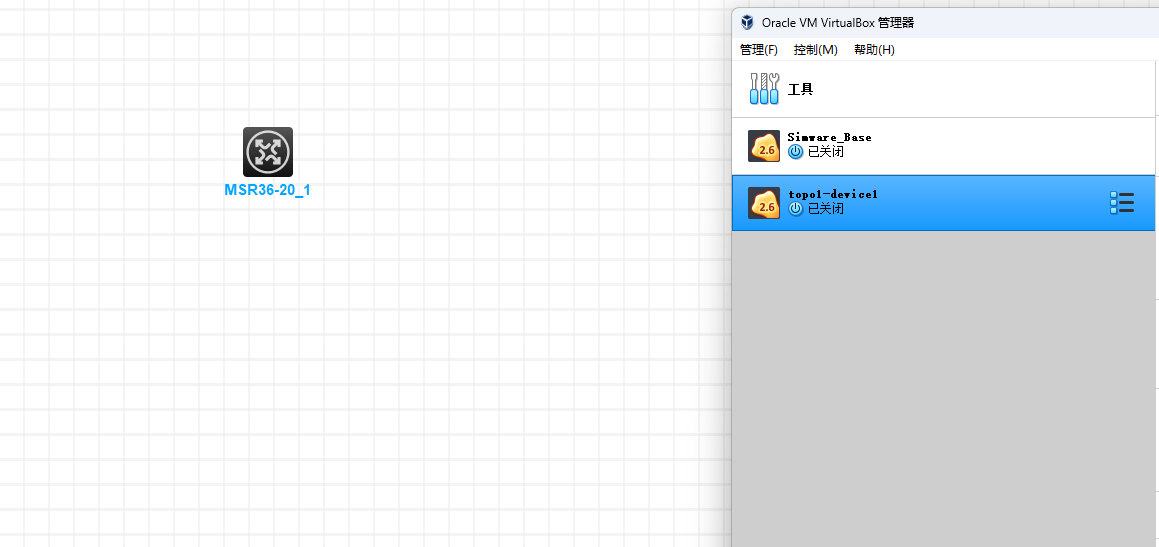 MSR36-20_1
Oracle VM VirtualBox 管理器
管理(F) 控制(M) 帮助(H)
工具
Simware_Base
2.6
已关闭
topo1-device1
2.6
已关闭